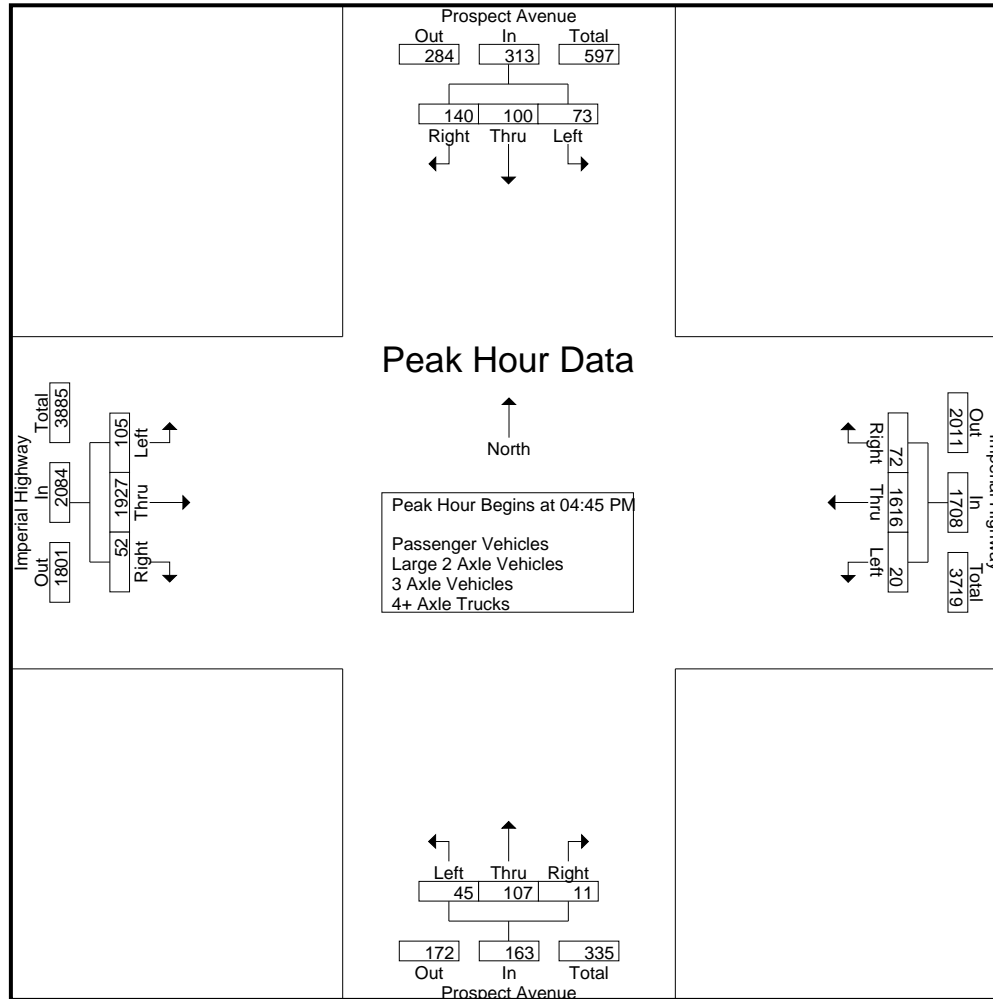 Prospect Avenue
Out In Total
284 313 597
140 100 73
Right Thru Left
Peak Hour Data
North
Peak Hour Begins at 04:45 PM
Passenger Vehicles
Large 2 Axle Vehicles
3 Axle Vehicles
4+ Axle Trucks
Imperial Highway
Out In Total
1801 2084 3885
52 1927 105
Right Thru Left
Imperial Highway
Out In Total
2011 1708 3719
72 1616 20
Right Thru Left
Left Thru Right
45 107 11
172 163 335
Out In Total
Prospect Avenue